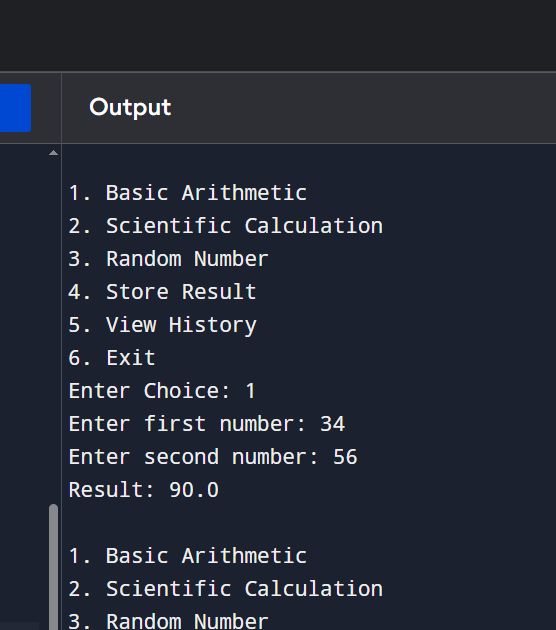 Output
1. Basic Arithmetic
2. Scientific Calculation
3. Random Number
4. Store Result
5. View History
6. Exit
Enter Choice: 1
Enter first number: 34
Enter second number: 56
Result: 90.0
1. Basic Arithmetic
2. Scientific Calculation
3. Random Number